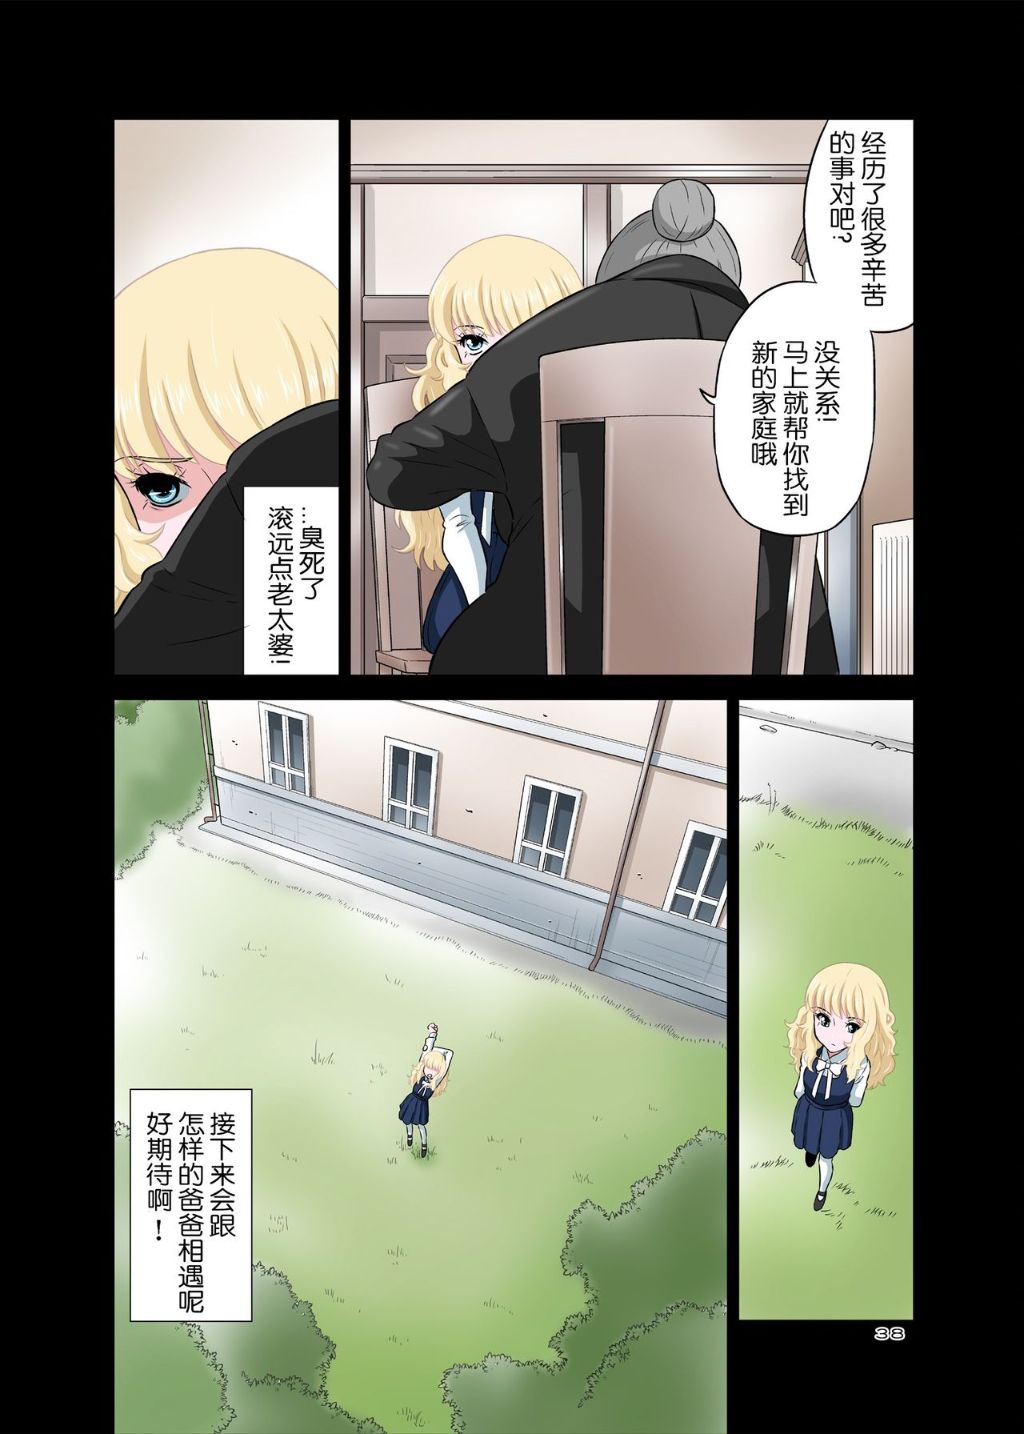 经历了很多辛苦
的事对吧?
没关系!
马上就帮你找到
新的家庭哦
…臭死了
滚远点老太婆!
接下来会跟
怎样的爸爸相遇呢
好期待啊！
38